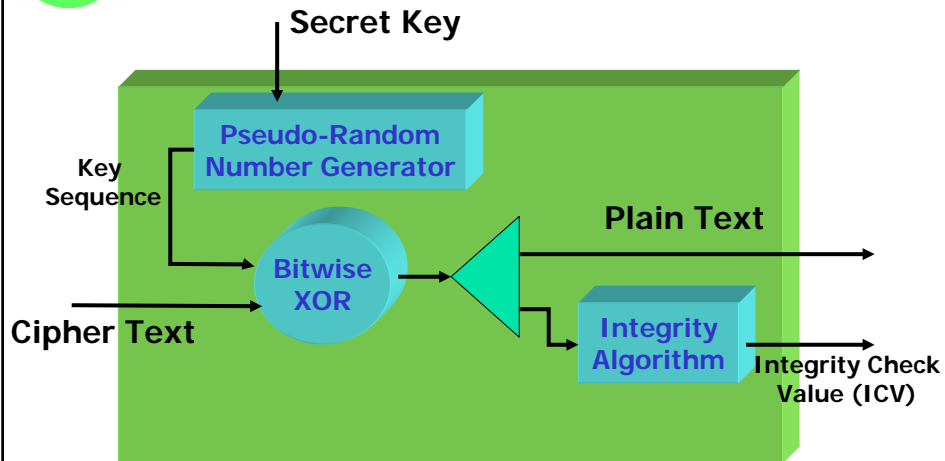 Secret Key
Pseudo-Random
Number Generator
Key
Sequence
Plain Text
Bitwise
XOR
Cipher Text
Integrity
Algorithm
Integrity Check
Value (ICV)